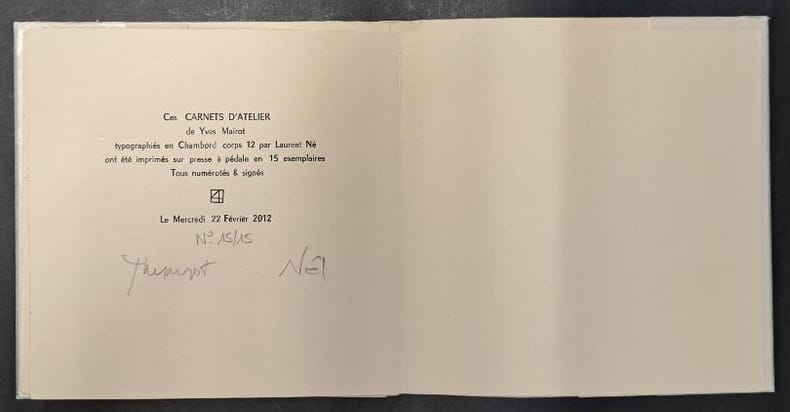 Ces CARNETS D'ATELIER
de Yves Mairot
typographiés en Chambord corps 12 par Laurent Né
ont été imprimés sur presse à pédale en 15 exemplaires
Tous numérotés & signés
Le Mercredi 22 Février 2012
Nº 15/15
NÉ